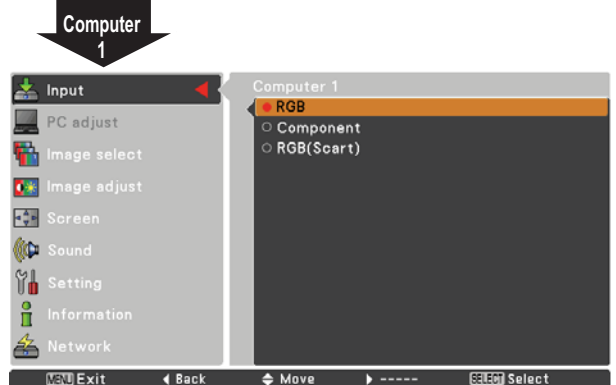 Computer
1
Input
PC adjust
Image select
Image adjust
Screen
Sound
Setting
Information
Network
Computer 1
RGB
Component
RGB(Scart)
MENU Exit Back Move ----- SELECT Select